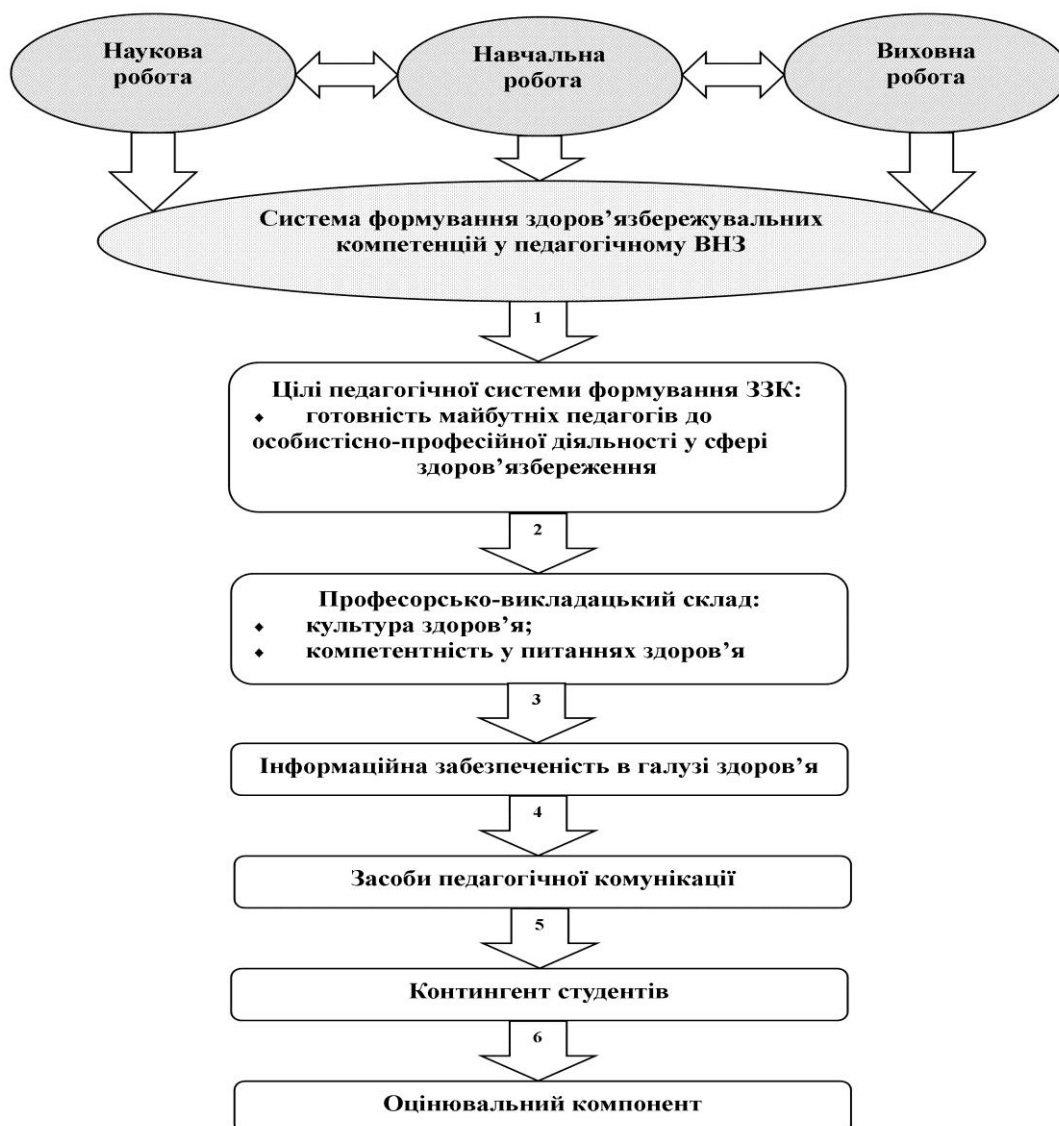 Наукова
робота
Навчальна
робота
Виховна
робота
Система формування здоров’язбережувальних
компетенцій у педагогічному ВНЗ
1
Цілі педагогічної системи формування ЗЗК:
⬥ готовність майбутніх педагогів до
особистісно-професійної діяльності у сфері
здоров’язбереження
2
Професорсько-викладацький склад:
⬥ культура здоров’я;
⬥ компетентність у питаннях здоров’я
3
Інформаційна забезпеченість в галузі здоров’я
4
Засоби педагогічної комунікації
5
Контингент студентів
6
Оцінювальний компонент